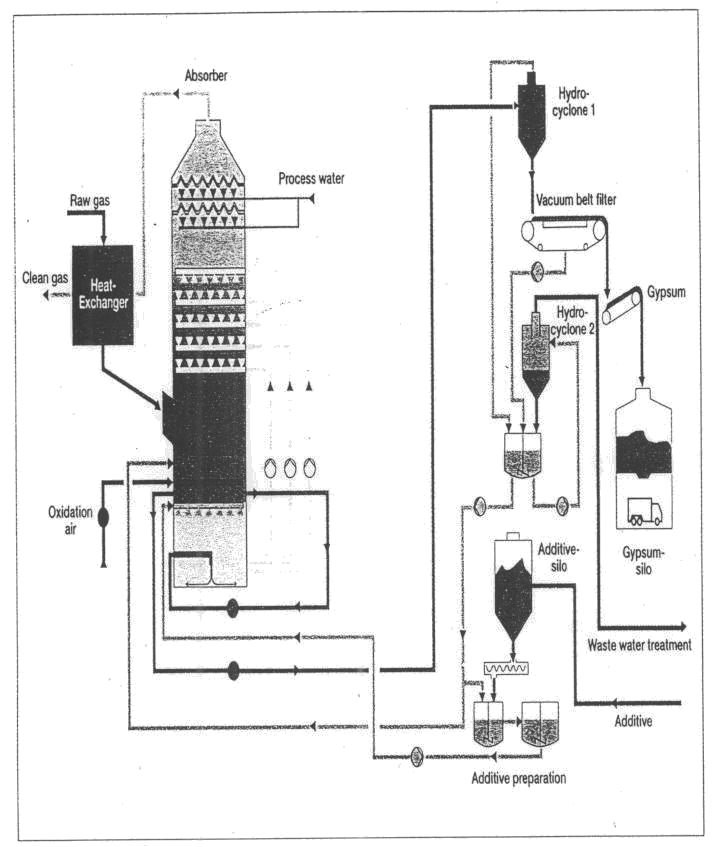 Absorber
Hydro-
cyclone 1
Process water
Raw gas
Vacuum belt filter
Clean gas
Heat-
Exchanger
Gypsum
Hydro-
cyclone 2
Oxidation
air
Additive-
silo
Gypsum-
silo
Waste water treatment
Additive
Additive preparation